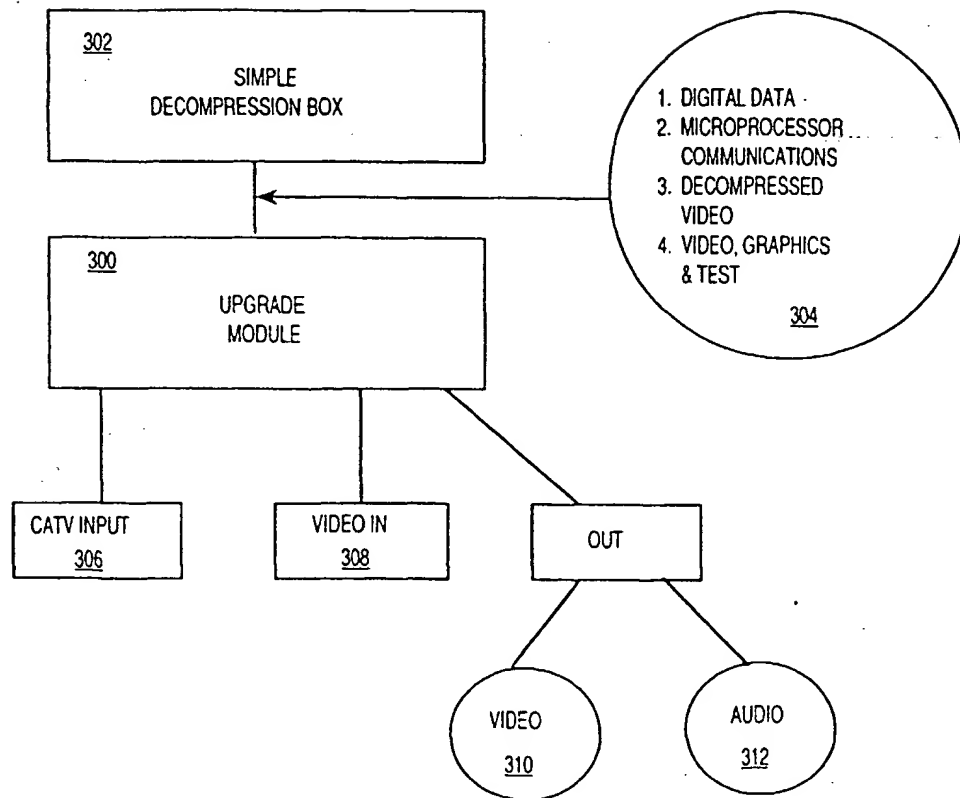 302
SIMPLE
DECOMPRESSION BOX
1. DIGITAL DATA
2. MICROPROCESSOR
COMMUNICATIONS
3. DECOMPRESSED
VIDEO
4. VIDEO, GRAPHICS
& TEST
304
300
UPGRADE
MODULE
CATV INPUT
306
VIDEO IN
308
OUT
VIDEO
310
AUDIO
312